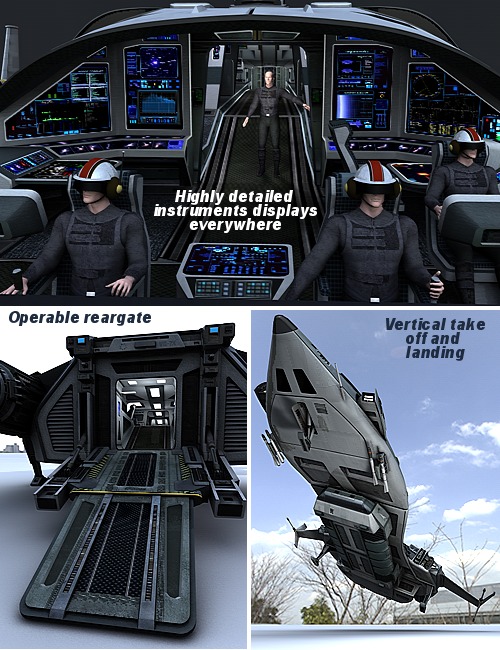 Highly detailed
instruments displays
everywhere
Operable reargate
Vertical take
off and
landing